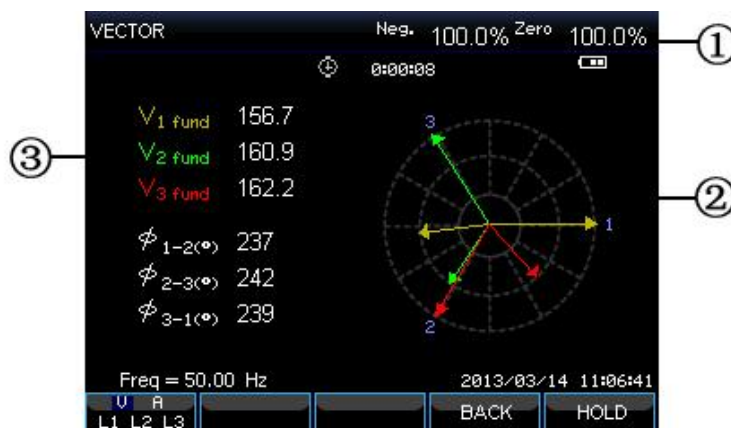 VECTOR Neg. 100.0% Zero 100.0%
①
0:00:08
V1 fund 156.7
V2 fund 160.9
V3 fund 162.2
③
②
3
1
2
ϕ1-2(°) 237
ϕ2-3(°) 242
ϕ3-1(°) 239
Freq = 50.00 Hz 2013/03/14 11:06:41
V A
L1 L2 L3
BACK
HOLD